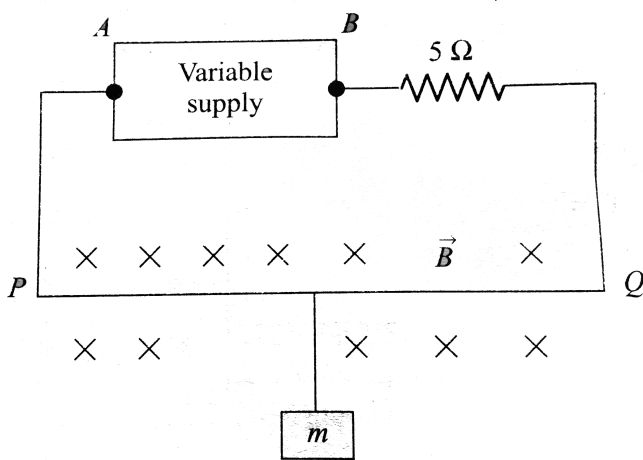 A
B
Variable
supply
5 Ω
× × × × × B⃗ ×
P
Q
× × × × ×
m